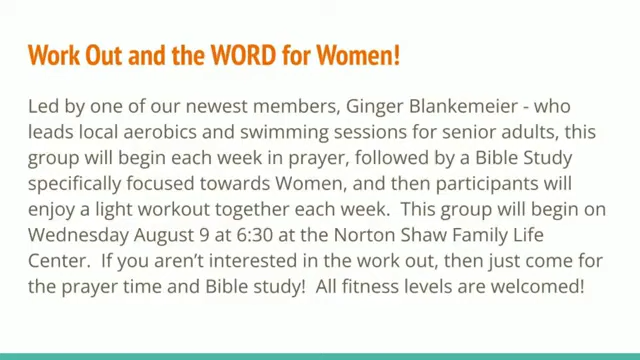 Work Out and the WORD for Women!
Led by one of our newest members, Ginger Blankemeier - who
leads local aerobics and swimming sessions for senior adults, this
group will begin each week in prayer, followed by a Bible Study
specifically focused towards Women, and then participants will
enjoy a light workout together each week.  This group will begin on
Wednesday August 9 at 6:30 at the Norton Shaw Family Life
Center.  If you aren’t interested in the work out, then just come for
the prayer time and Bible study!  All fitness levels are welcomed!